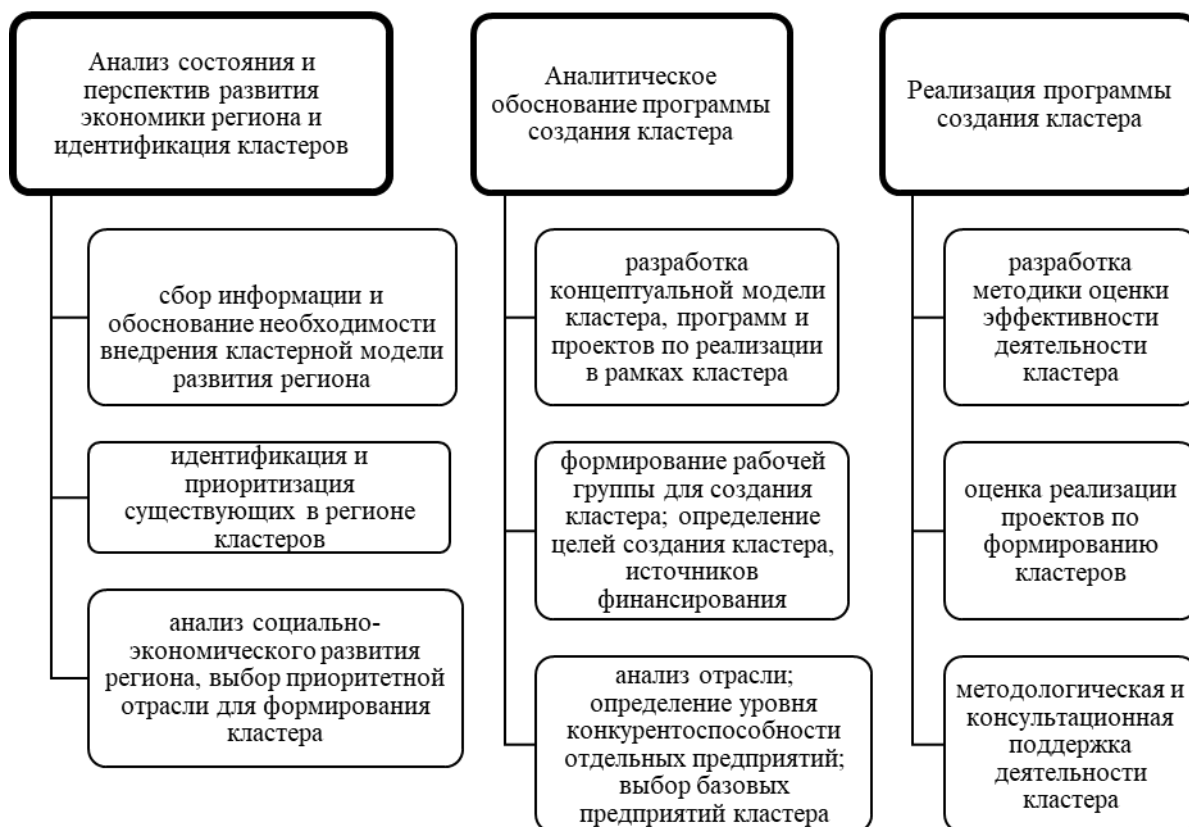 Анализ состояния и
перспектив развития
экономики региона и
идентификация кластеров
сбор информации и
обоснование необходимости
внедрения кластерной модели
развития региона
идентификация и
приоритизация
существующих в регионе
кластеров
анализ социально-
экономического развития
региона, выбор приоритетной
отрасли для формирования
кластера
Аналитическое
обоснование программы
создания кластера
разработка
концептуальной модели
кластера, программ и
проектов по реализации
в рамках кластера
формирование рабочей
группы для создания
кластера; определение
целей создания кластера,
источников
финансирования
анализ отрасли;
определение уровня
конкурентоспособности
отдельных предприятий;
выбор базовых
предприятий кластера
Реализация программы
создания кластера
разработка
методики оценки
эффективности
деятельности
кластера
оценка реализации
проектов по
формированию
кластеров
методологическая и
консультационная
поддержка
деятельности
кластера